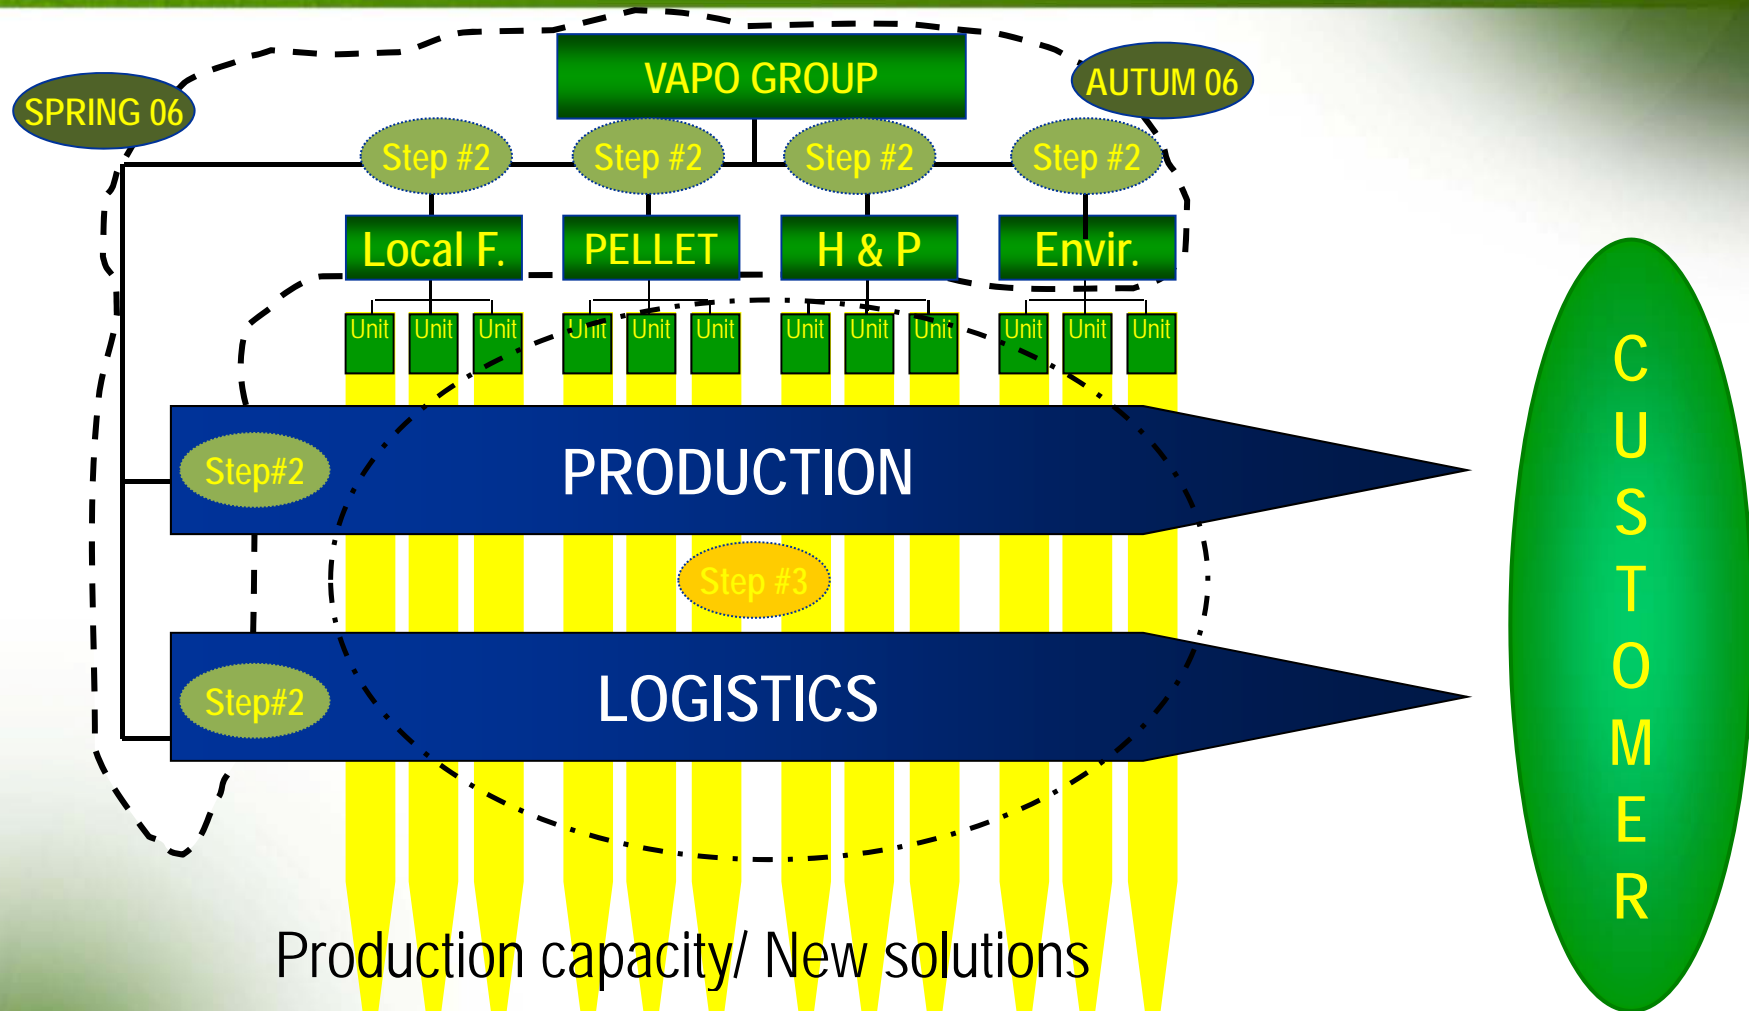 VAPO GROUP
SPRING 06
AUTUM 06
Step #2
Step #2
Step #2
Step #2
Local F.
PELLET
H & P
Envir.
Unit
Unit
Unit
Unit
Unit
Unit
Unit
Unit
Unit
Unit
Unit
Unit
Step#2
PRODUCTION
Step #3
Step#2
LOGISTICS
Production capacity/ New solutions
C
U
S
T
O
M
E
R